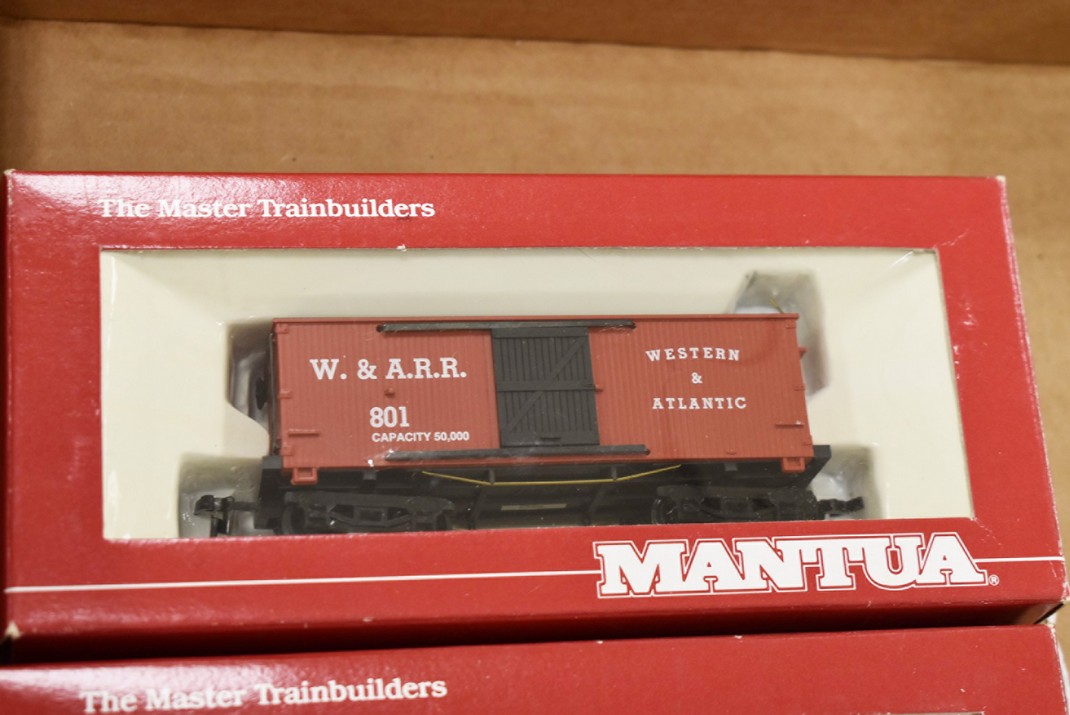 The Master Trainbuilders
W. & A.R.R.
801
CAPACITY 50,000
WESTERN
&
ATLANTIC
MANTUA®
The Master Trainbuilders